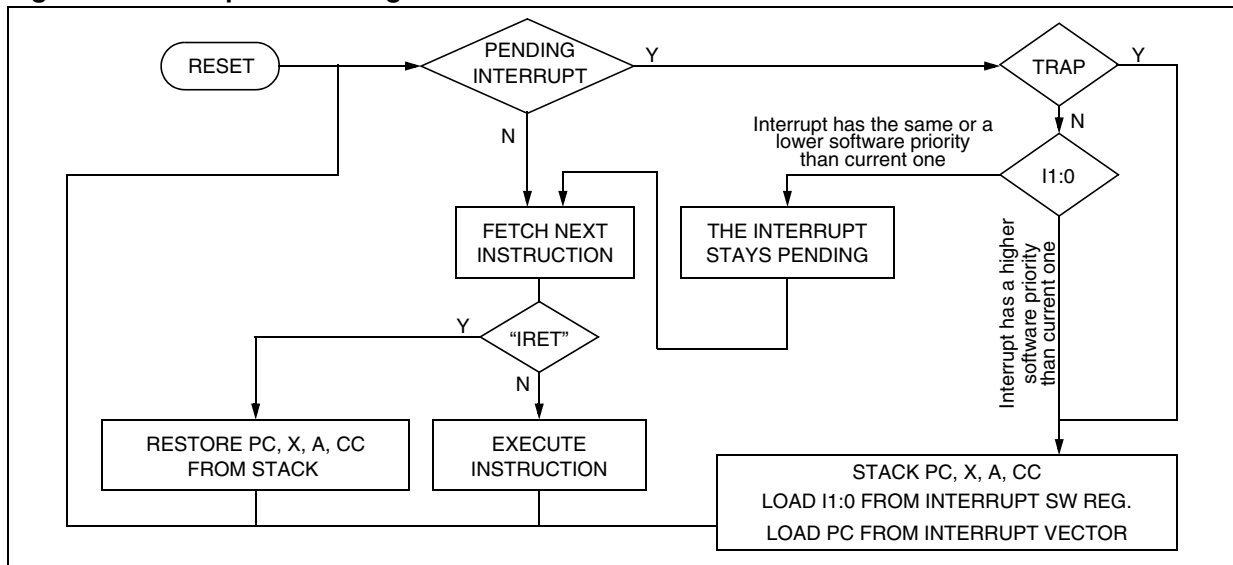 RESET
PENDING
INTERRUPT
Y
TRAP
Y
N
N
Interrupt has the same or a
lower software priority
than current one
I1:0
FETCH NEXT
INSTRUCTION
THE INTERRUPT
STAYS PENDING
Interrupt has a higher
software priority
than current one
Y
“IRET”
N
RESTORE PC, X, A, CC
FROM STACK
EXECUTE
INSTRUCTION
STACK PC, X, A, CC
LOAD I1:0 FROM INTERRUPT SW REG.
LOAD PC FROM INTERRUPT VECTOR